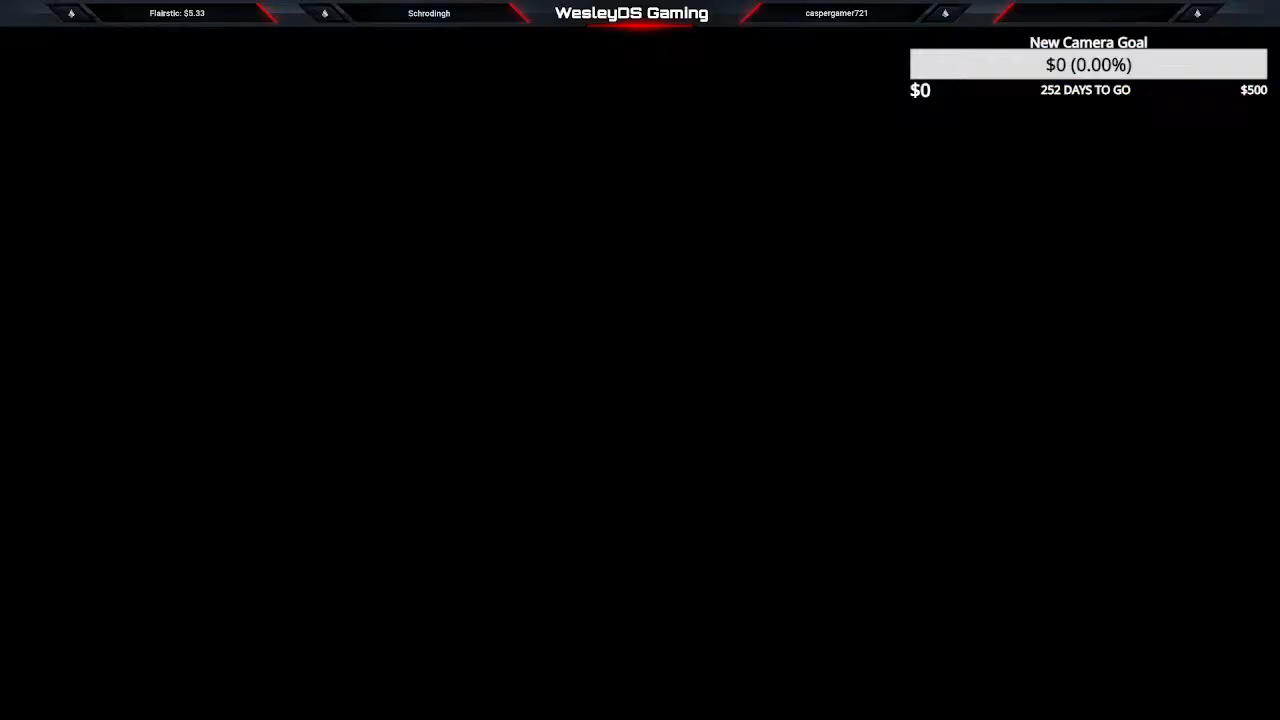 Flairstic: $5.33
Schrodingh
WesleyDS Gaming
caspergamer721
New Camera Goal
$0 (0.00%)
$0 252 DAYS TO GO $500